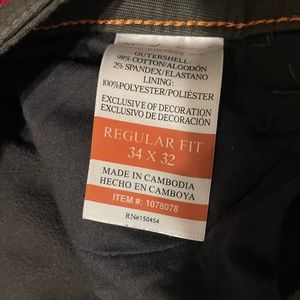 OUTERSHELL:
98% COTTON/ALGODÓN
2% SPANDEX/ELASTANO
LINING:
100%POLYESTER/POLIÉSTER
EXCLUSIVE OF DECORATION
EXCLUSIVO DE DECORACIÓN
REGULAR FIT
34 X 32
MADE IN CAMBODIA
HECHO EN CAMBOYA
ITEM #: 1078078
RN#150454